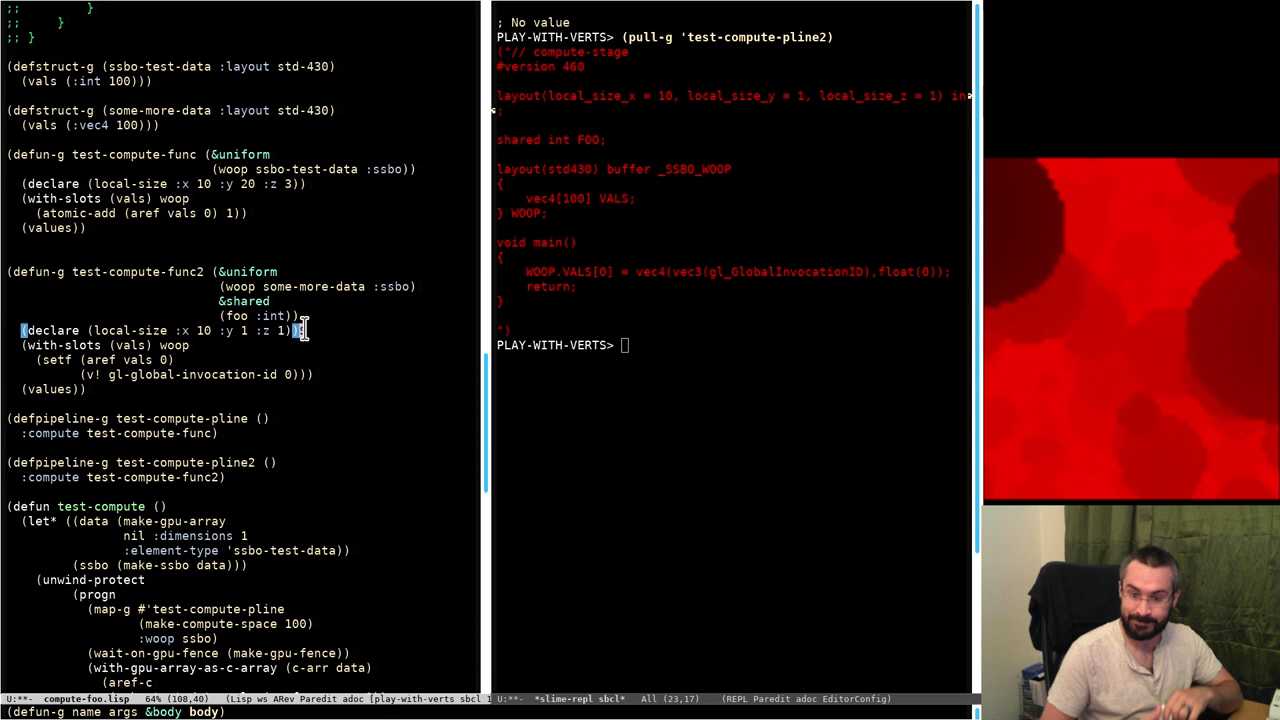 ;;         }
;;     }
;; }
(defstruct-g (ssbo-test-data :layout std-430)
  (vals (:int 100)))
(defstruct-g (some-more-data :layout std-430)
  (vals (:vec4 100)))
(defun-g test-compute-func (&uniform
                            (woop ssbo-test-data :ssbo))
  (declare (local-size :x 10 :y 20 :z 3))
  (with-slots (vals) woop
    (atomic-add (aref vals 0) 1))
  (values))
(defun-g test-compute-func2 (&uniform
                             (woop some-more-data :ssbo)
                             &shared
                             (foo :int))
  (declare (local-size :x 10 :y 1 :z 1))
  (with-slots (vals) woop
    (setf (aref vals 0)
          (v! gl-global-invocation-id 0)))
  (values))
(defpipeline-g test-compute-pline ()
  :compute test-compute-func)
(defpipeline-g test-compute-pline2 ()
  :compute test-compute-func2)
(defun test-compute ()
  (let* ((data (make-gpu-array
                nil :dimensions 1
                :element-type 'ssbo-test-data))
         (ssbo (make-ssbo data)))
    (unwind-protect
         (progn
           (map-g #'test-compute-pline
                  (make-compute-space 100)
                  :woop ssbo)
           (wait-on-gpu-fence (make-gpu-fence))
           (with-gpu-array-as-c-array (c-arr data)
             (aref-c
U:**-  compute-foo.lisp   64% (108,40)   (Lisp ws ARev Paredit adoc [play-with-verts sbcl 1
(defun-g name args &body body)
; No value
PLAY-WITH-VERTS> (pull-g 'test-compute-pline2)
("// compute-stage
#version 460
layout(local_size_x = 10, local_size_y = 1, local_size_z = 1) in
;
shared int FOO;
layout(std430) buffer _SSBO_WOOP
{
    vec4[100] VALS;
} WOOP;
void main()
{
    WOOP.VALS[0] = vec4(vec3(gl_GlobalInvocationID),float(0));
    return;
}
")
PLAY-WITH-VERTS>
U:**-  *slime-repl sbcl*   All (23,17)     (REPL Paredit adoc EditorConfig)